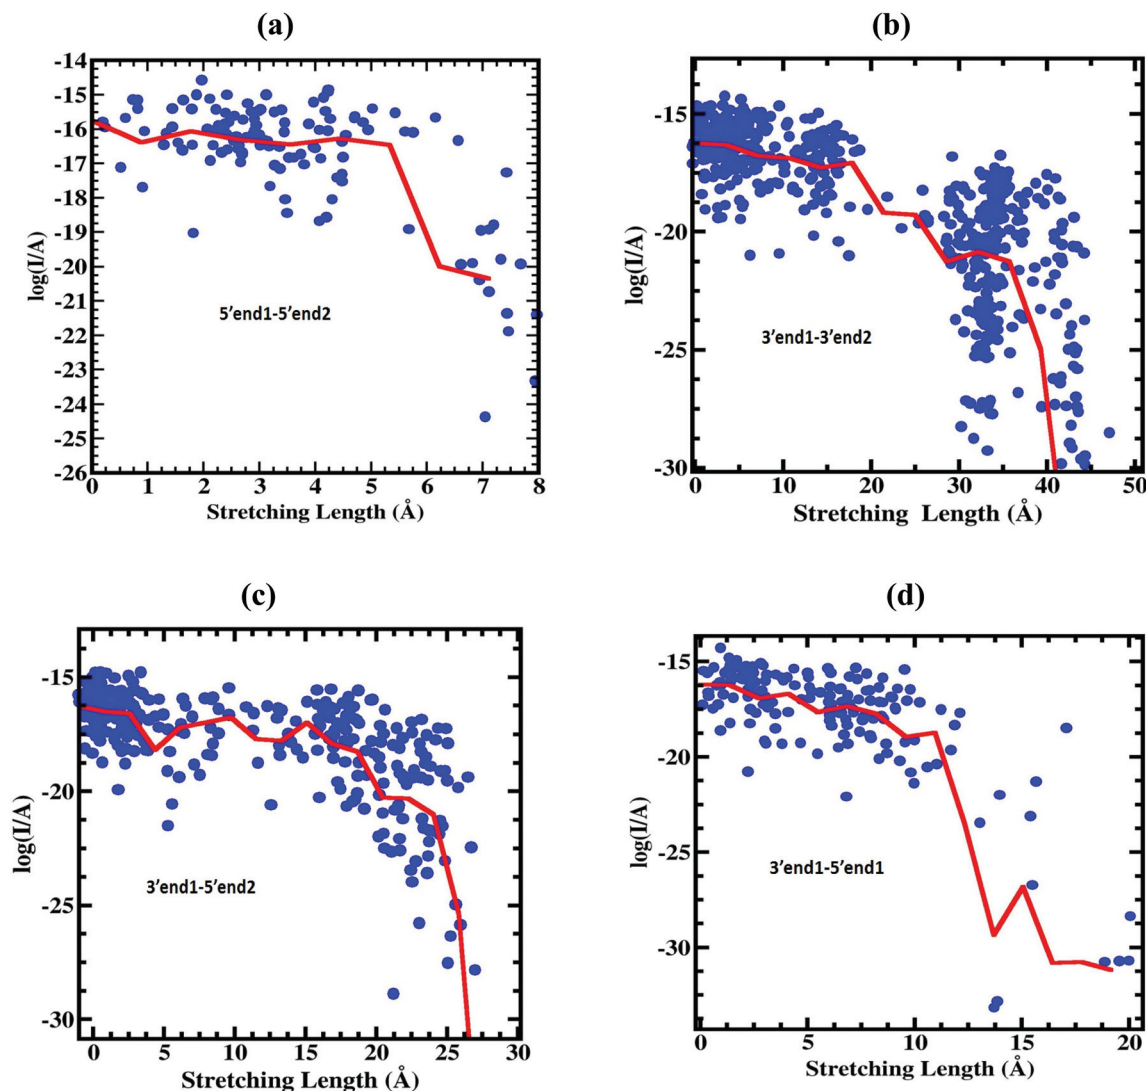 (a)
(b)
-14
-15
-16
-17
-18
-19
-20
-21
-22
-23
-24
-25
-26
log(I/A)
5'end1-5'end2
0 1 2 3 4 5 6 7 8
Stretching Length (Å)
-15
-20
-25
-30
log(I/A)
3'end1-3'end2
0 10 20 30 40 50
Stretching Length (Å)
(c)
(d)
-15
-20
-25
-30
log(I/A)
3'end1-5'end2
0 5 10 15 20 25 30
Stretching Length (Å)
-15
-20
-25
-30
log(I/A)
3'end1-5'end1
0 5 10 15 20
Stretching Length (Å)